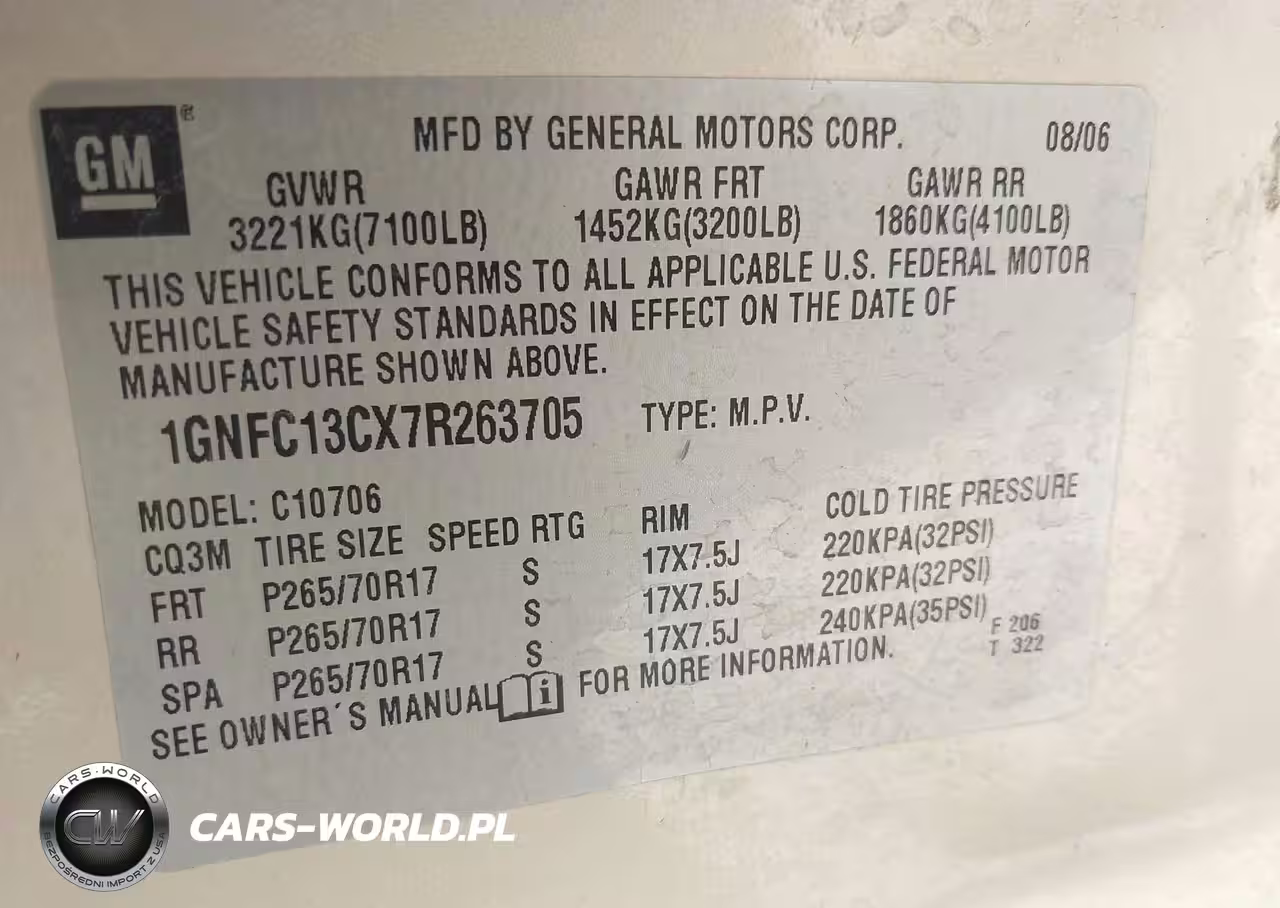 GM
MFD BY GENERAL MOTORS CORP. 08/06
GVWR GAWR FRT GAWR RR
3221KG(7100LB) 1452KG(3200LB) 1860KG(4100LB)
THIS VEHICLE CONFORMS TO ALL APPLICABLE U.S. FEDERAL MOTOR
VEHICLE SAFETY STANDARDS IN EFFECT ON THE DATE OF
MANUFACTURE SHOWN ABOVE.
1GNFC13CX7R263705 TYPE: M.P.V.
MODEL: C10706
CQ3M TIRE SIZE SPEED RTG RIM COLD TIRE PRESSURE
FRT P265/70R17 S 17X7.5J 220KPA(32PSI)
RR P265/70R17 S 17X7.5J 220KPA(32PSI)
SPA P265/70R17 S 17X7.5J 240KPA(35PSI)
SEE OWNER´S MANUAL i FOR MORE INFORMATION.
F 206
T 322
CARS-WORLD
CW
BEZPOŚREDNI IMPORT Z USA
CARS-WORLD.PL